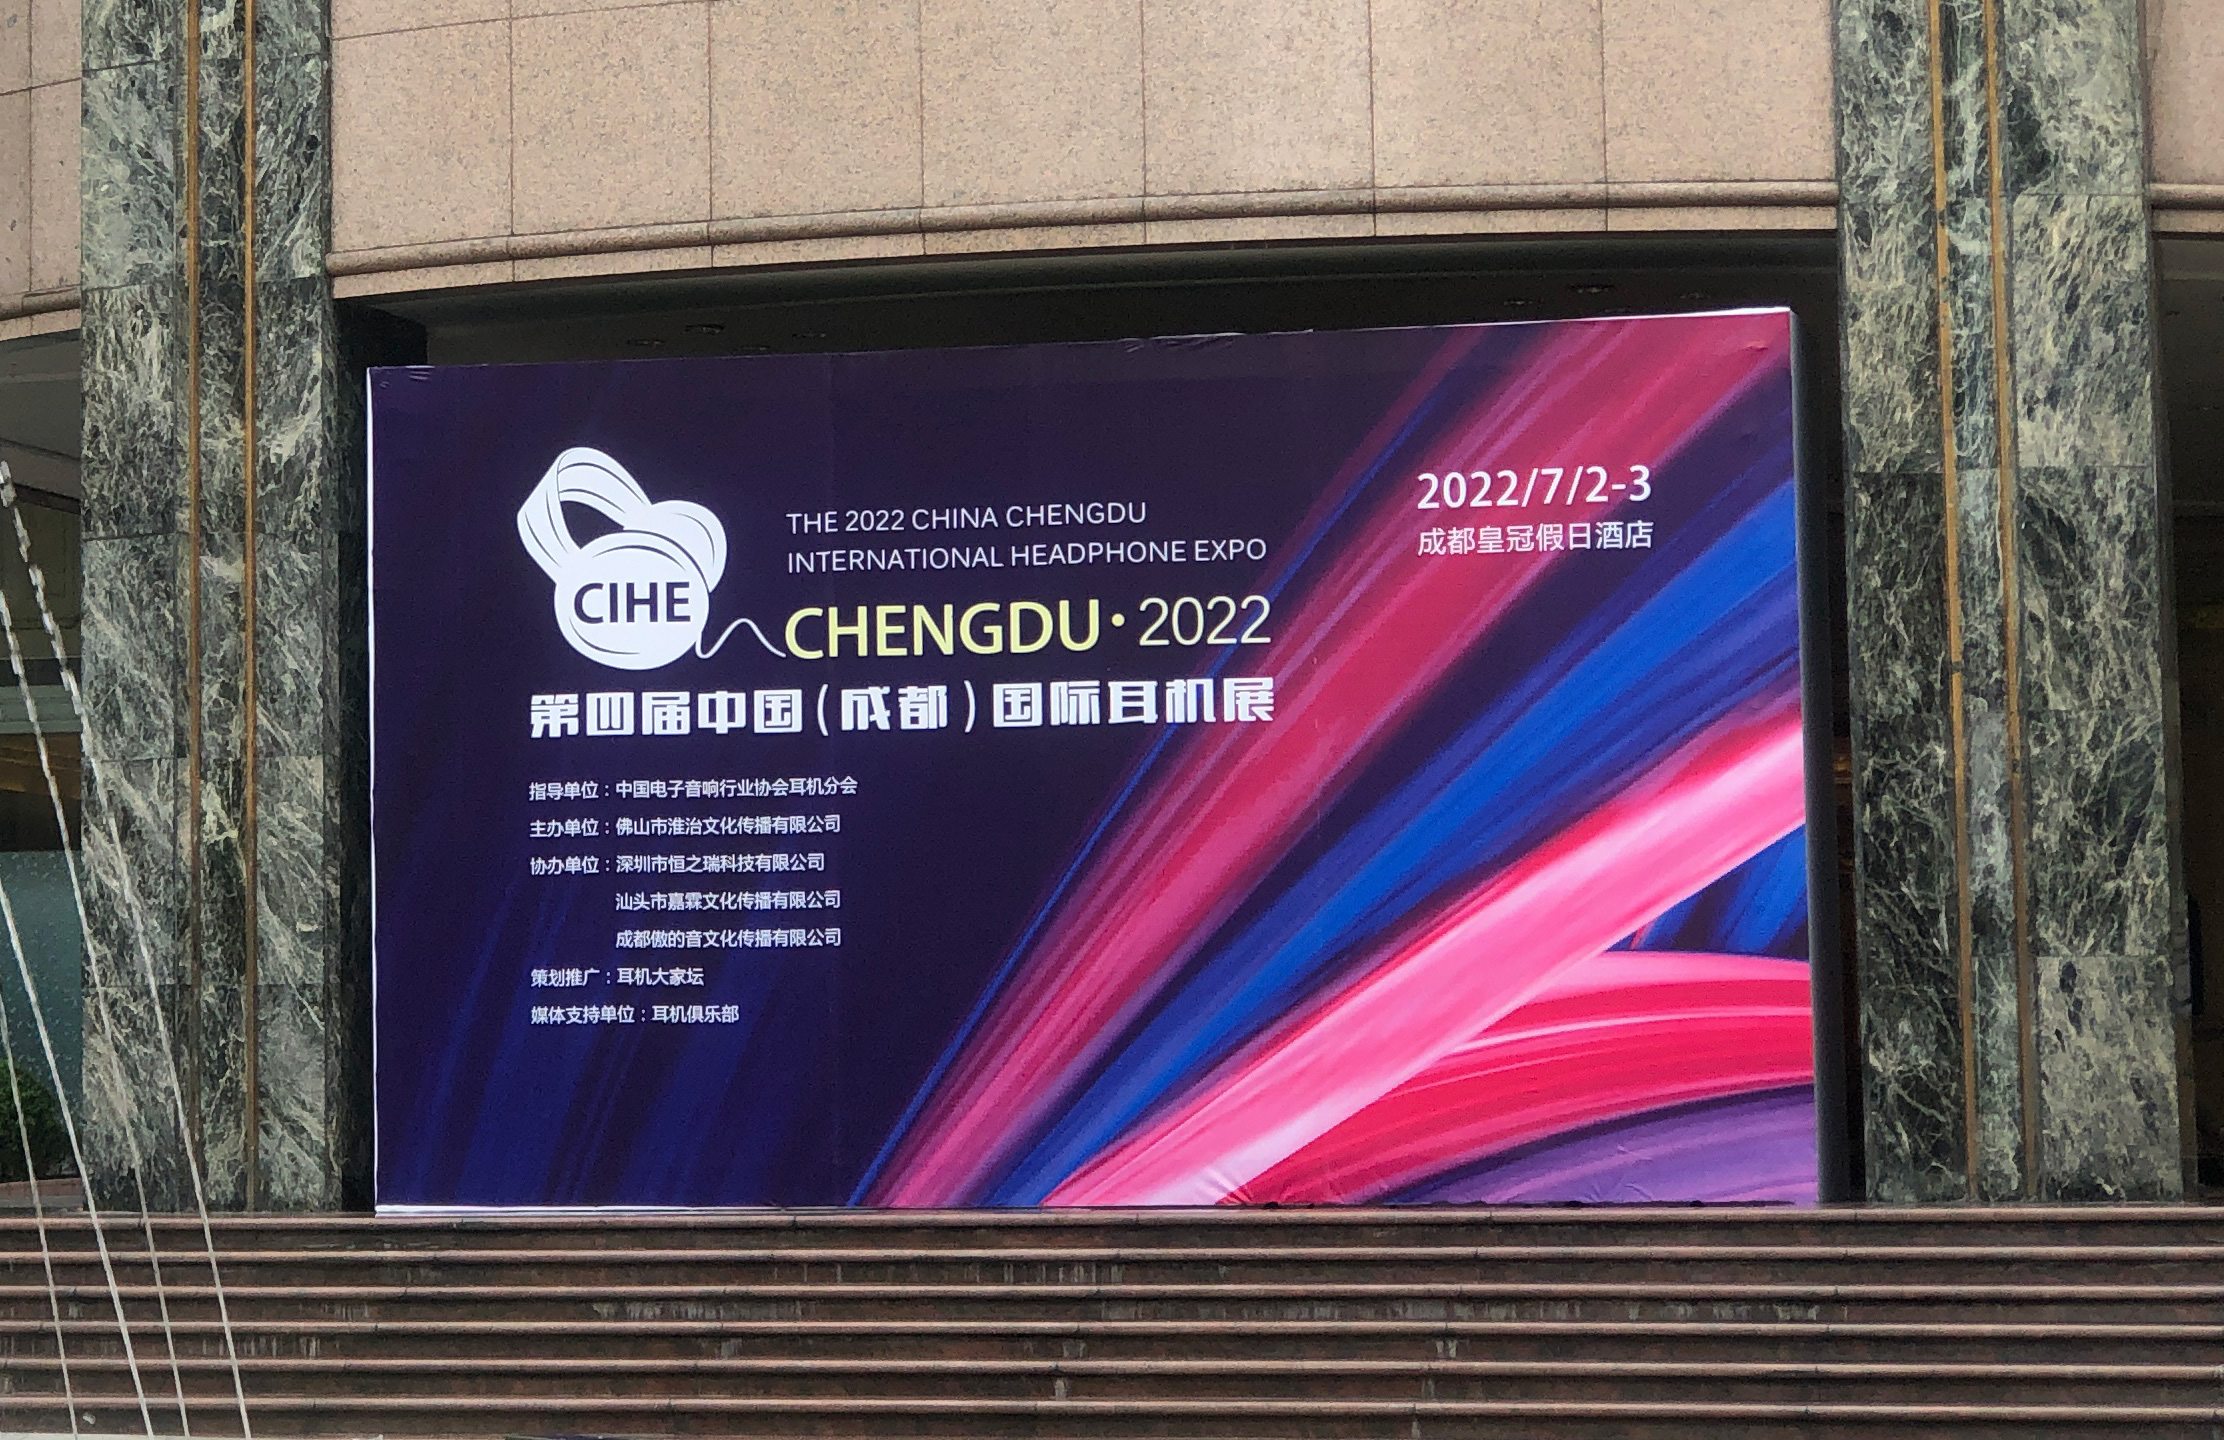 CIHE
THE 2022 CHINA CHENGDU
INTERNATIONAL HEADPHONE EXPO
CHENGDU·2022
第四届中国(成都)国际耳机展
2022/7/2-3
成都皇冠假日酒店
指导单位：中国电子音响行业协会耳机分会
主办单位：佛山市淮治文化传播有限公司
协办单位：深圳市恒之瑞科技有限公司
汕头市嘉霖文化传播有限公司
成都傲的音文化传播有限公司
策划推广：耳机大家坛
媒体支持单位：耳机俱乐部